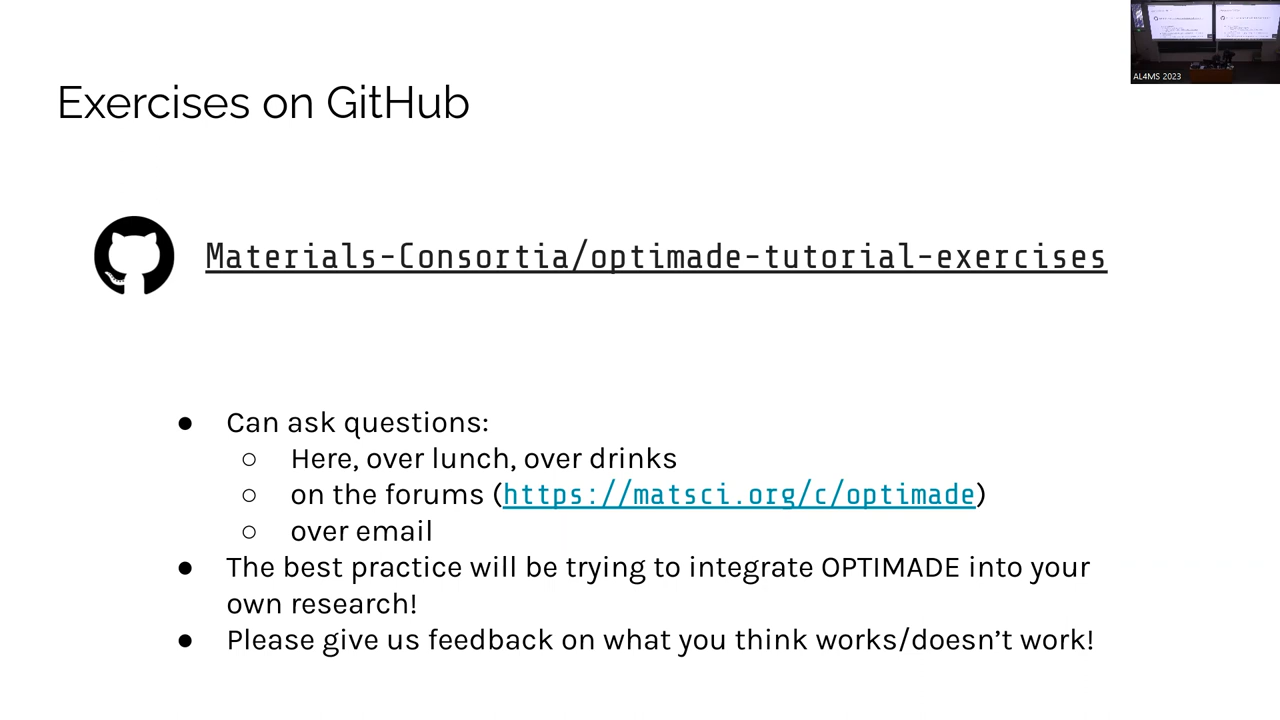 AL4MS 2023
Exercises on GitHub
Materials-Consortia/optimade-tutorial-exercises
● Can ask questions:
○ Here, over lunch, over drinks
○ on the forums (https://matsci.org/c/optimade)
○ over email
● The best practice will be trying to integrate OPTIMADE into your
own research!
● Please give us feedback on what you think works/doesn’t work!